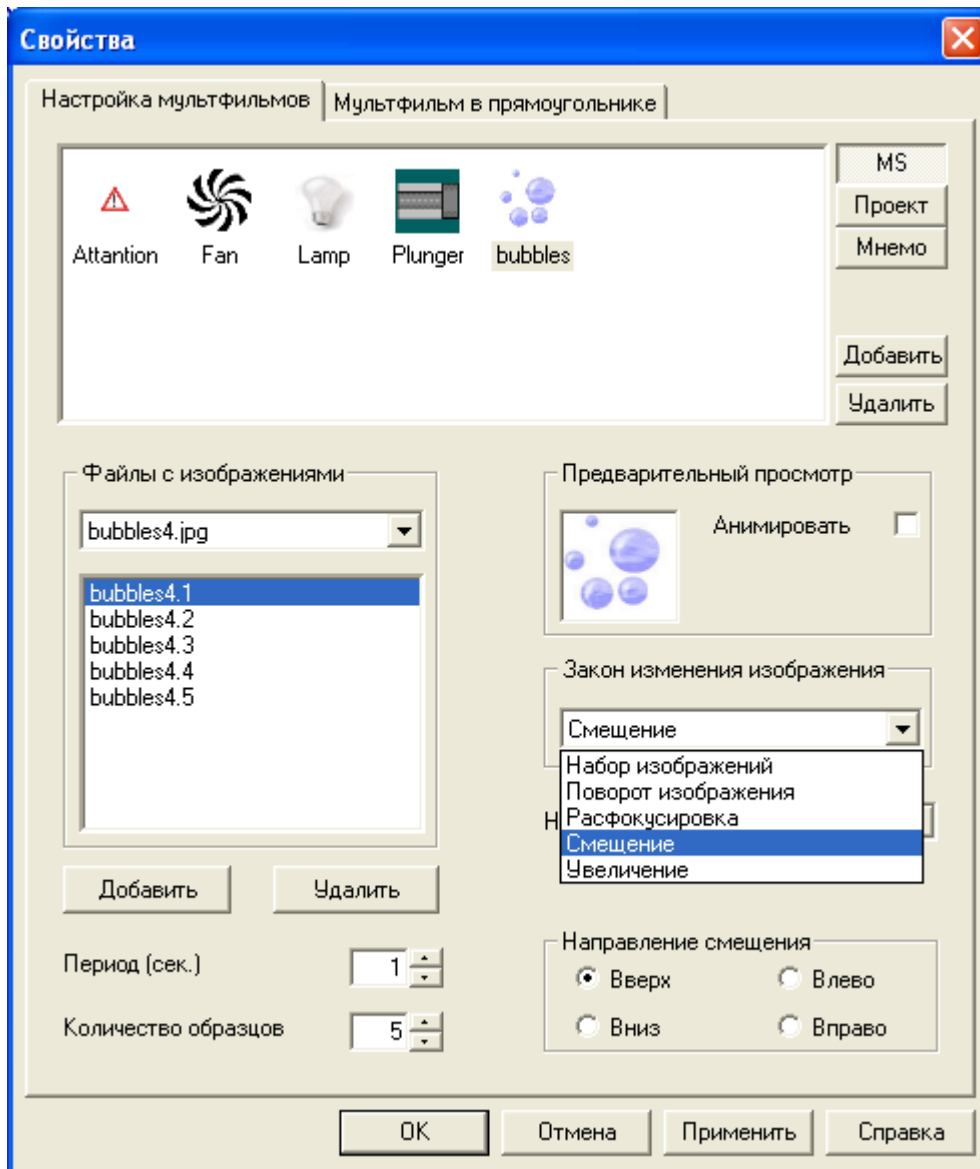 Свойства
Настройка мультфильмов
Мультфильм в прямоугольнике
Attantion
Fan
Lamp
Plunger
bubbles
MS
Проект
Мнемо
Добавить
Удалить
Файлы с изображениями
bubbles4.jpg
bubbles4.1
bubbles4.2
bubbles4.3
bubbles4.4
bubbles4.5
Добавить
Удалить
Период (сек.)
1
Количество образцов
5
Предварительный просмотр
Анимировать
Закон изменения изображения
Смещение
Набор изображений
Поворот изображения
Расфокусировка
Смещение
Увеличение
Направление смещения
Вверх
Влево
Вниз
Вправо
OK
Отмена
Применить
Справка